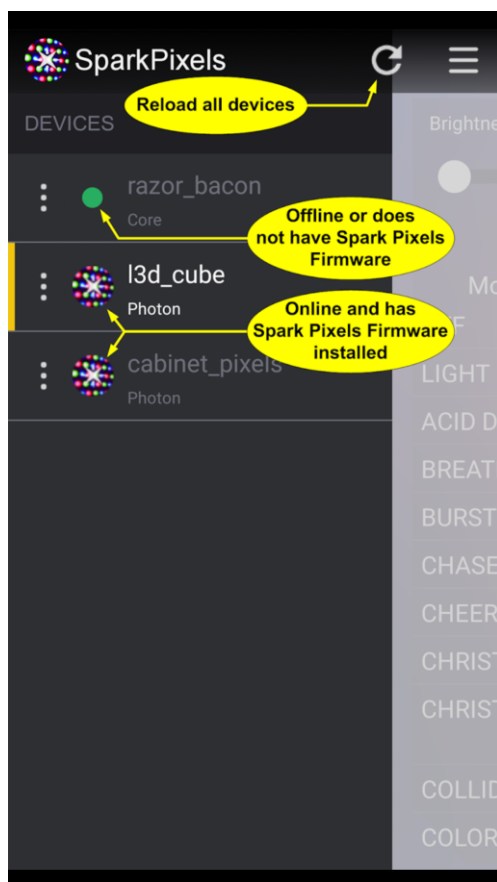 SparkPixels
Reload all devices
DEVICES
Brightne
razor_bacon
Core
Offline or does
not have Spark Pixels
Firmware
l3d_cube
Photon
Mo
Online and has
Spark Pixels Firmware
installed
cabinet_pixels
Photon
LIGHT
ACID D
BREAT
BURST
CHASE
CHEER
CHRIST
CHRIST
COLLID
COLOR